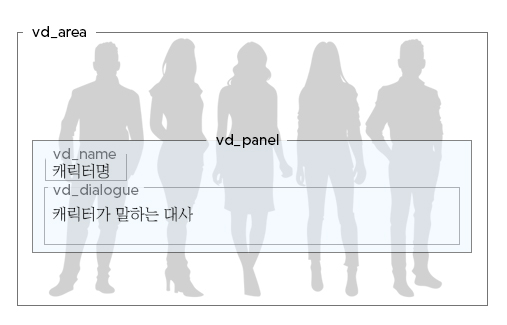 vd_area
vd_panel
vd_name
캐릭터명
vd_dialogue
캐릭터가 말하는 대사